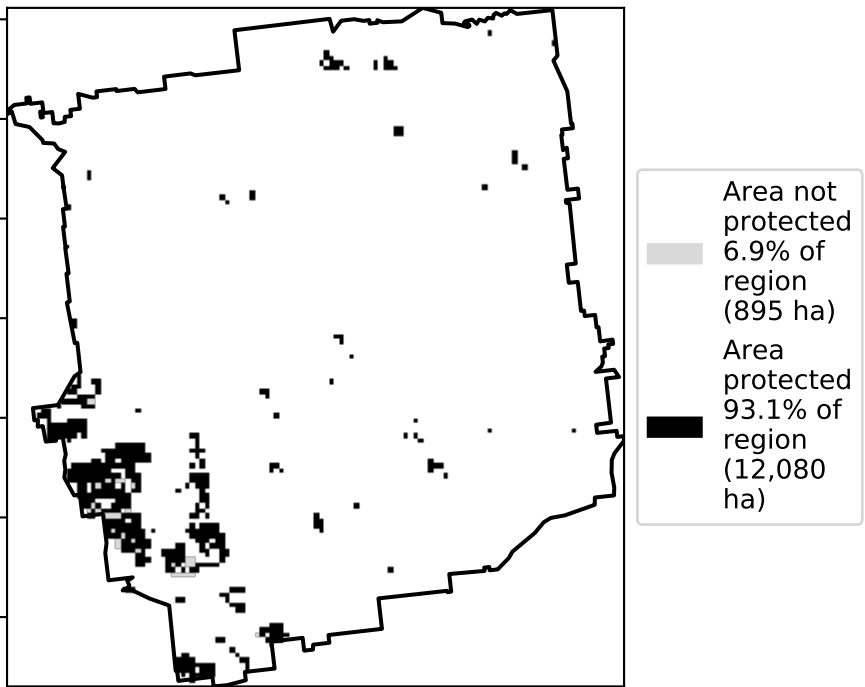 Area not
protected
6.9% of
region
(895 ha)
Area
protected
93.1% of
region
(12,080
ha)